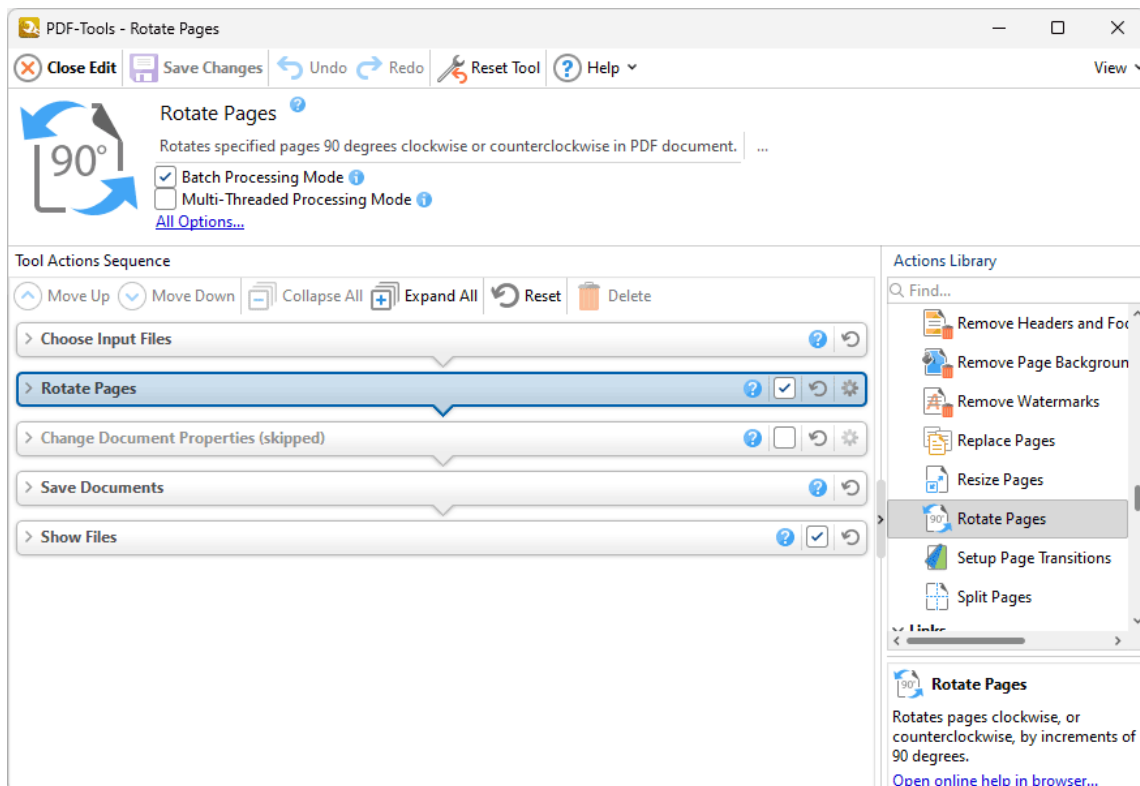 PDF-Tools - Rotate Pages
Close Edit Save Changes Undo Redo Reset Tool ? Help View
90°
Rotate Pages ?
Rotates specified pages 90 degrees clockwise or counterclockwise in PDF document. ...
Batch Processing Mode i
Multi-Threaded Processing Mode i
All Options...
Tool Actions Sequence
Move Up Move Down Collapse All Expand All Reset Delete
Choose Input Files ?
Rotate Pages ?
Change Document Properties (skipped) ?
Save Documents ?
Show Files ?
Actions Library
Find...
Remove Headers and Foo
Remove Page Backgroun
Remove Watermarks
Replace Pages
Resize Pages
90° Rotate Pages
Setup Page Transitions
Split Pages
Links
90° Rotate Pages
Rotates pages clockwise, or
counterclockwise, by increments of
90 degrees.
Open online help in browser...